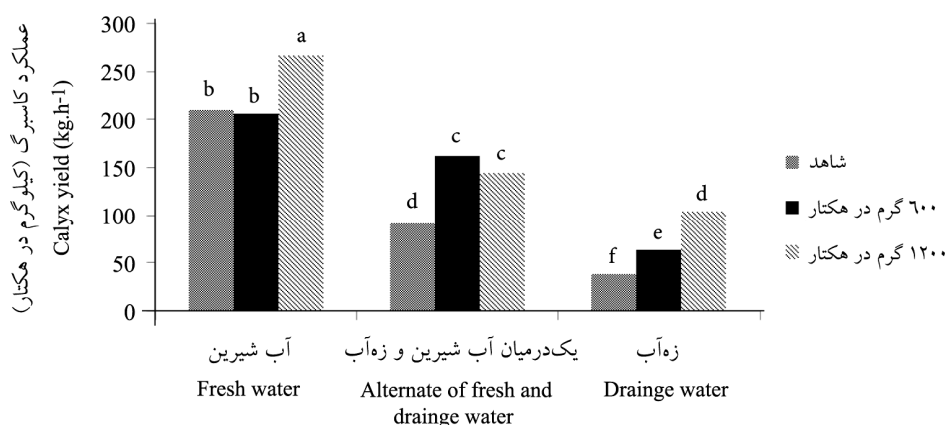 عملکرد کاسبرگ (کیلوگرم در هکتار)
Calyx yield (kg.h-1)
300
250
200
150
100
50
0
b
b
a
d
c
c
f
e
d
شاهد
٦٠٠ گرم در هکتار
١٢٠٠ گرم در هکتار
آب شیرین
Fresh water
یک‌درمیان آب شیرین و زه‌آب
Alternate of fresh and
drainge water
زه‌آب
Drainge water